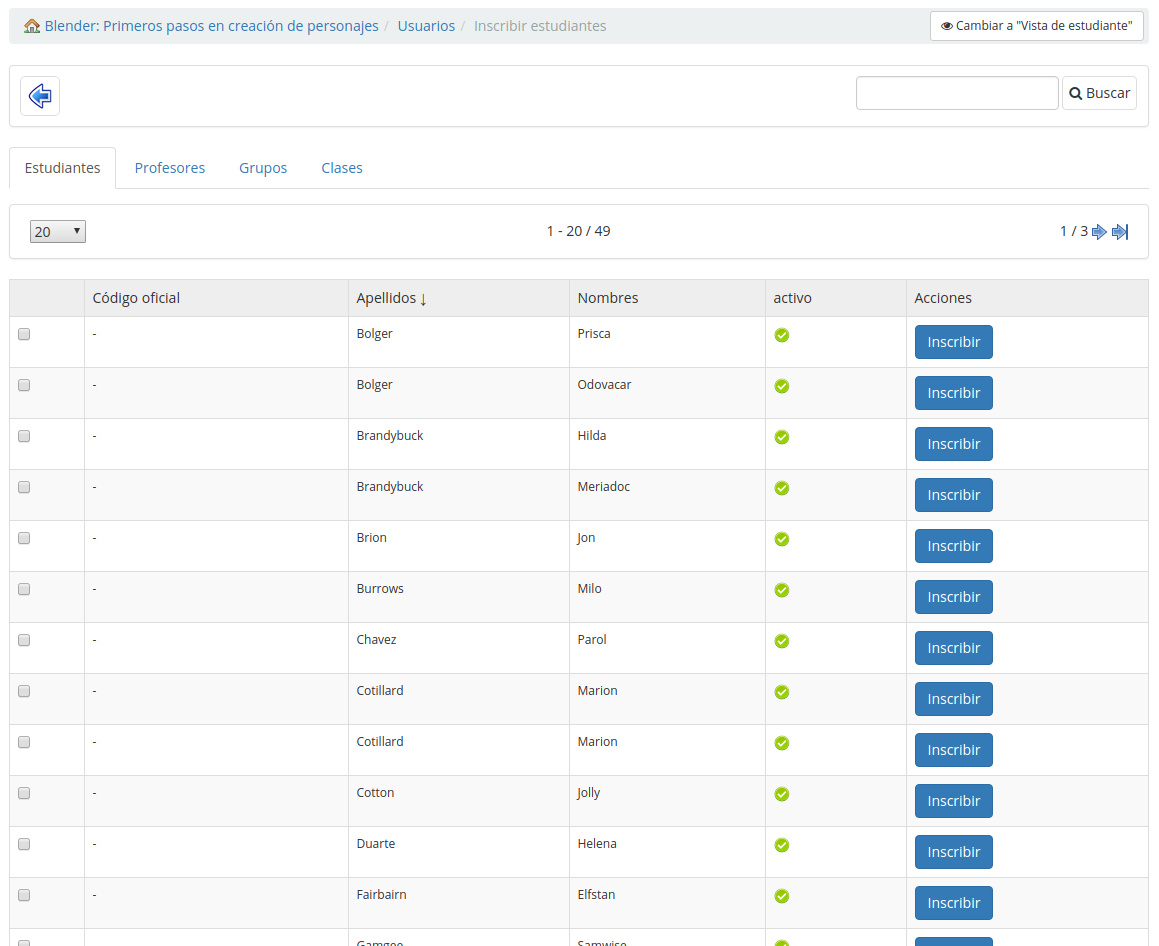 Blender: Primeros pasos en creación de personajes / Usuarios / Inscribir estudiantes Cambiar a "Vista de estudiante"
Buscar
Estudiantes Profesores Grupos Clases
20 1 - 20 / 49 1 / 3
Código oficial Apellidos ↓ Nombres activo Acciones
- Bolger Prisca Inscribir
- Bolger Odovacar Inscribir
- Brandybuck Hilda Inscribir
- Brandybuck Meriadoc Inscribir
- Brion Jon Inscribir
- Burrows Milo Inscribir
- Chavez Parol Inscribir
- Cotillard Marion Inscribir
- Cotillard Marion Inscribir
- Cotton Jolly Inscribir
- Duarte Helena Inscribir
- Fairbairn Elfstan Inscribir
Gamgee Samwise